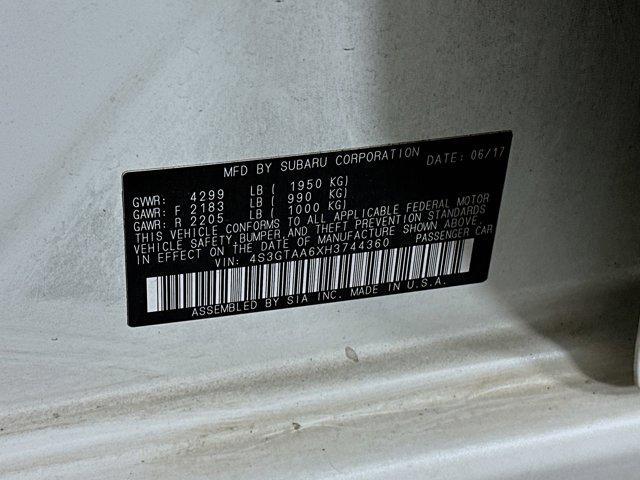 MFD BY SUBARU CORPORATION DATE: 06/17
GVWR: 4299 LB ( 1950 KG)
GAWR: F 2183 LB ( 990 KG)
GAWR: R 2205 LB ( 1000 KG)
THIS VEHICLE CONFORMS TO ALL APPLICABLE FEDERAL MOTOR
VEHICLE SAFETY, BUMPER, AND THEFT PREVENTION STANDARDS
IN EFFECT ON THE DATE OF MANUFACTURE SHOWN ABOVE.
VIN: 4S3GTAA6XH3744360 PASSENGER CAR
ASSEMBLED BY SIA INC. MADE IN U.S.A.